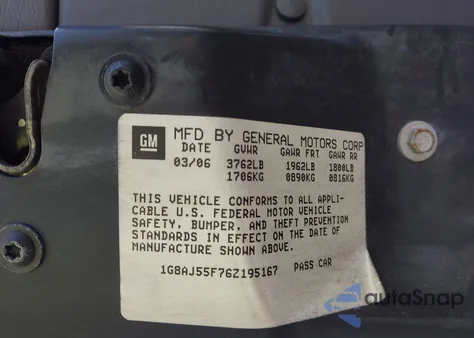 GM MFD BY GENERAL MOTORS CORP
DATE GVWR GAWR FRT GAWR RR
03/06 3762LB 1962LB 1800LB
1706KG 0890KG 0816KG
THIS VEHICLE CONFORMS TO ALL APPLI-
CABLE U.S. FEDERAL MOTOR VEHICLE
SAFETY, BUMPER, AND THEFT PREVENTION
STANDARDS IN EFFECT ON THE DATE OF
MANUFACTURE SHOWN ABOVE.
1G8AJ55F76Z195167 PASS CAR
autoSnap